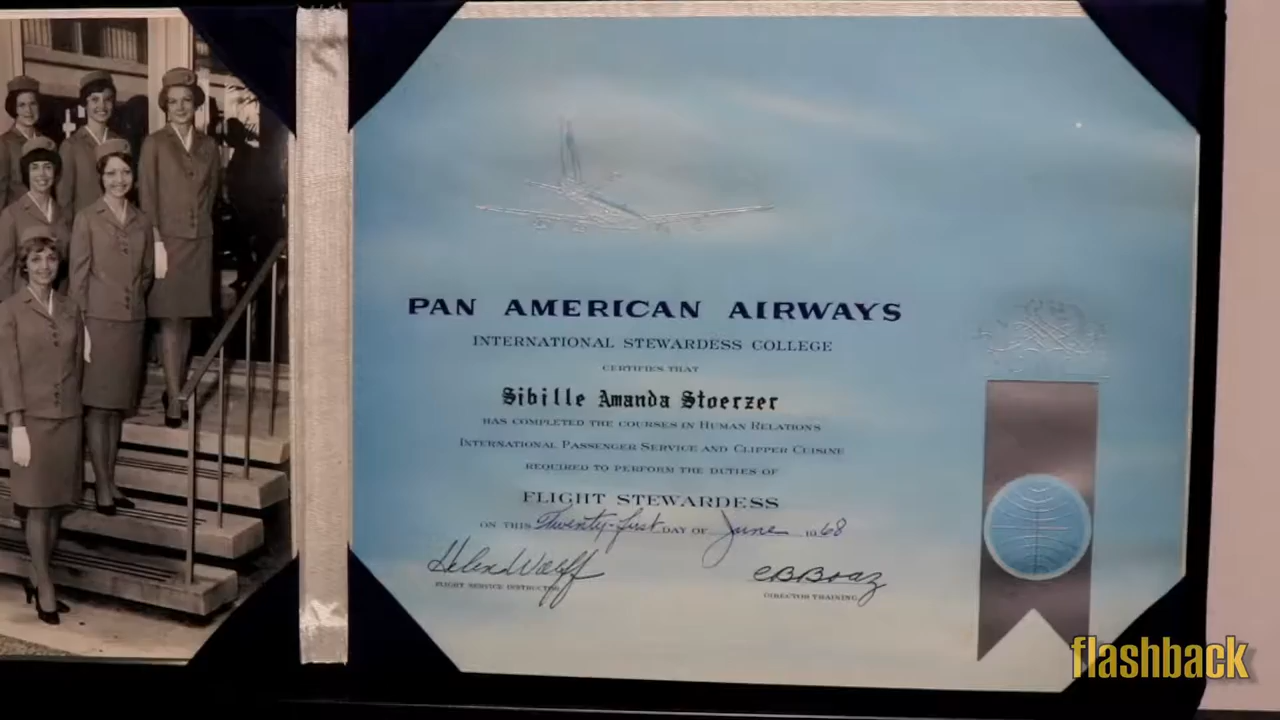 PAN AMERICAN AIRWAYS
INTERNATIONAL STEWARDESS COLLEGE
CERTIFIES THAT
Sibille Amanda Stoerzer
HAS COMPLETED THE COURSES IN HUMAN RELATIONS
INTERNATIONAL PASSENGER SERVICE AND CLIPPER CUISINE
REQUIRED TO PERFORM THE DUTIES OF
FLIGHT STEWARDESS
ON THIS Twenty-first DAY OF June 1968
Helen Wolff CBBoaz
FLIGHT SERVICE INSTRUCTOR DIRECTOR TRAINING
flashback